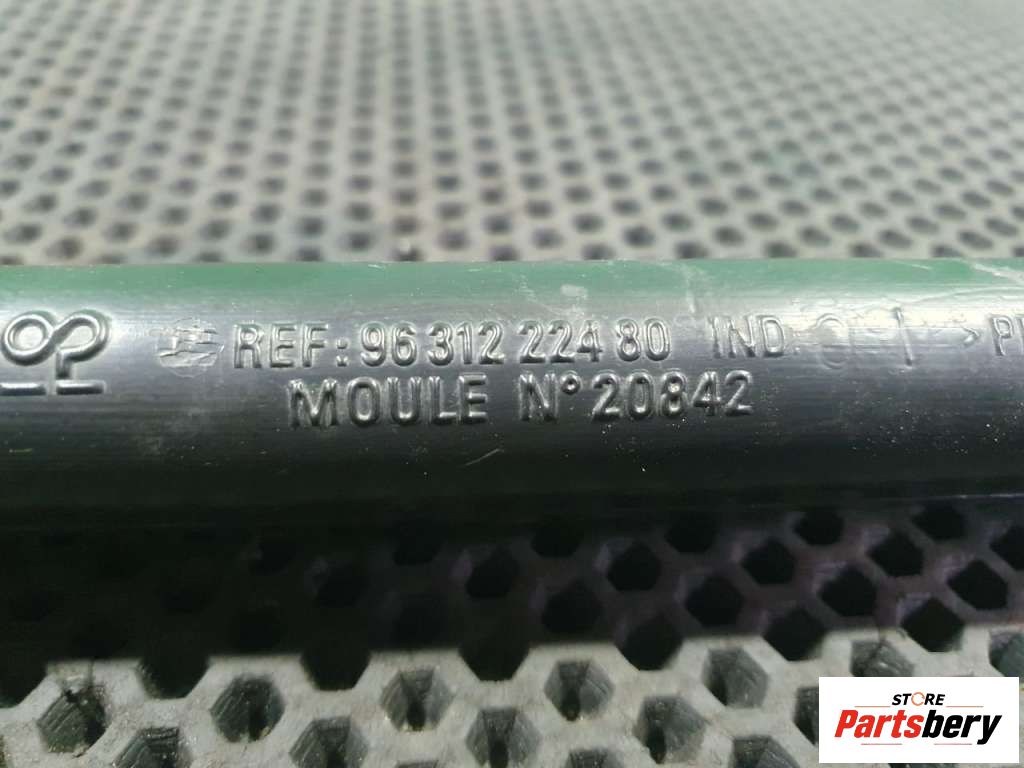 REF: 96 312 224 80 IND
MOULE N° 20842
STORE
Partsbery